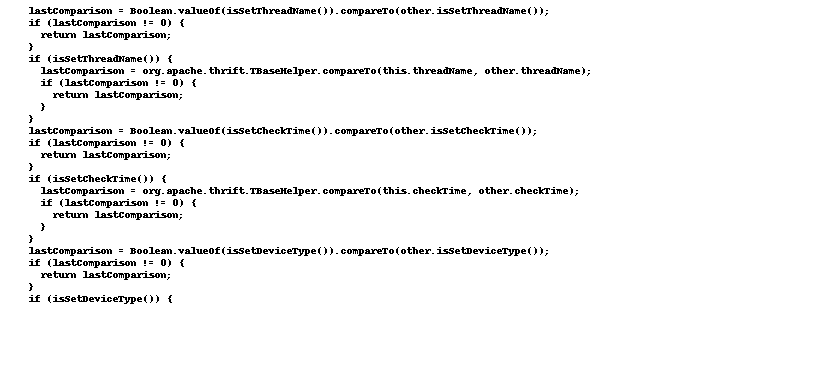 lastComparison = Boolean.valueOf(isSetThreadName()).compareTo(other.isSetThreadName());
if (lastComparison != 0) {
return lastComparison;
}
if (isSetThreadName()) {
lastComparison = org.apache.thrift.TBaseHelper.compareTo(this.threadName, other.threadName);
if (lastComparison != 0) {
return lastComparison;
}
}
lastComparison = Boolean.valueOf(isSetCheckTime()).compareTo(other.isSetCheckTime());
if (lastComparison != 0) {
return lastComparison;
}
if (isSetCheckTime()) {
lastComparison = org.apache.thrift.TBaseHelper.compareTo(this.checkTime, other.checkTime);
if (lastComparison != 0) {
return lastComparison;
}
}
lastComparison = Boolean.valueOf(isSetDeviceType()).compareTo(other.isSetDeviceType());
if (lastComparison != 0) {
return lastComparison;
}
if (isSetDeviceType()) {